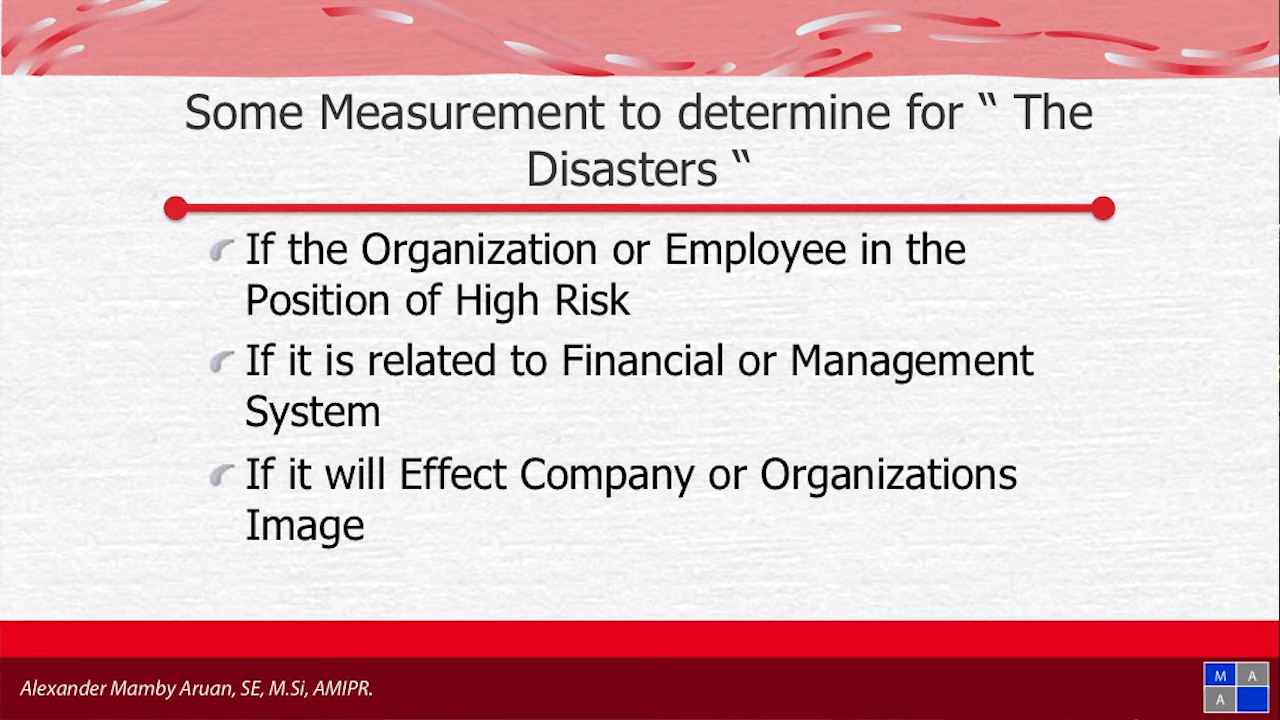 Some Measurement to determine for “ The
Disasters “
If the Organization or Employee in the
Position of High Risk
If it is related to Financial or Management
System
If it will Effect Company or Organizations
Image
Alexander Mamby Aruan, SE, M.Si, AMIPR.
M A
A